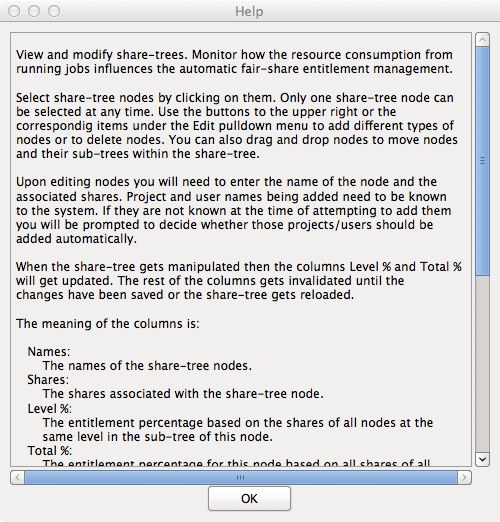 Help
View and modify share-trees. Monitor how the resource consumption from
running jobs influences the automatic fair-share entitlement management.
Select share-tree nodes by clicking on them. Only one share-tree node can
be selected at any time. Use the buttons to the upper right or the
correspondig items under the Edit pulldown menu to add different types of
nodes or to delete nodes. You can also drag and drop nodes to move nodes
and their sub-trees within the share-tree.
Upon editing nodes you will need to enter the name of the node and the
associated shares. Project and user names being added need to be known
to the system. If they are not known at the time of attempting to add them
you will be prompted to decide whether those projects/users should be
added automatically.
When the share-tree gets manipulated then the columns Level % and Total %
will get updated. The rest of the columns gets invalidated until the
changes have been saved or the share-tree gets reloaded.
The meaning of the columns is:
Names:
The names of the share-tree nodes.
Shares:
The shares associated with the share-tree node.
Level %:
The entitlement percentage based on the shares of all nodes at the
same level in the sub-tree of this node.
Total %:
The entitlement percentage for this node based on all shares of all
OK